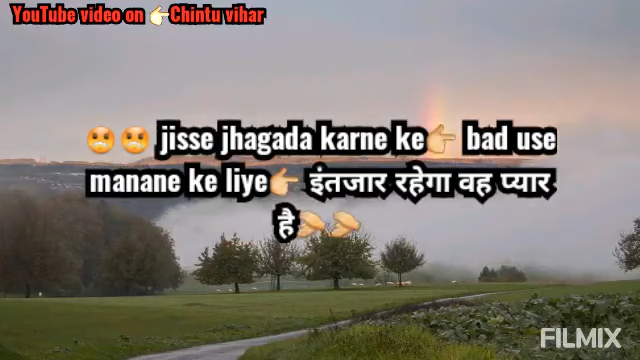 YouTube video on 👉Chintu vihar
😬😬 jisse jhagada karne ke👉 bad use
manane ke liye👉 इंतजार रहेगा वह प्यार
है🫴🫴
FILMIX